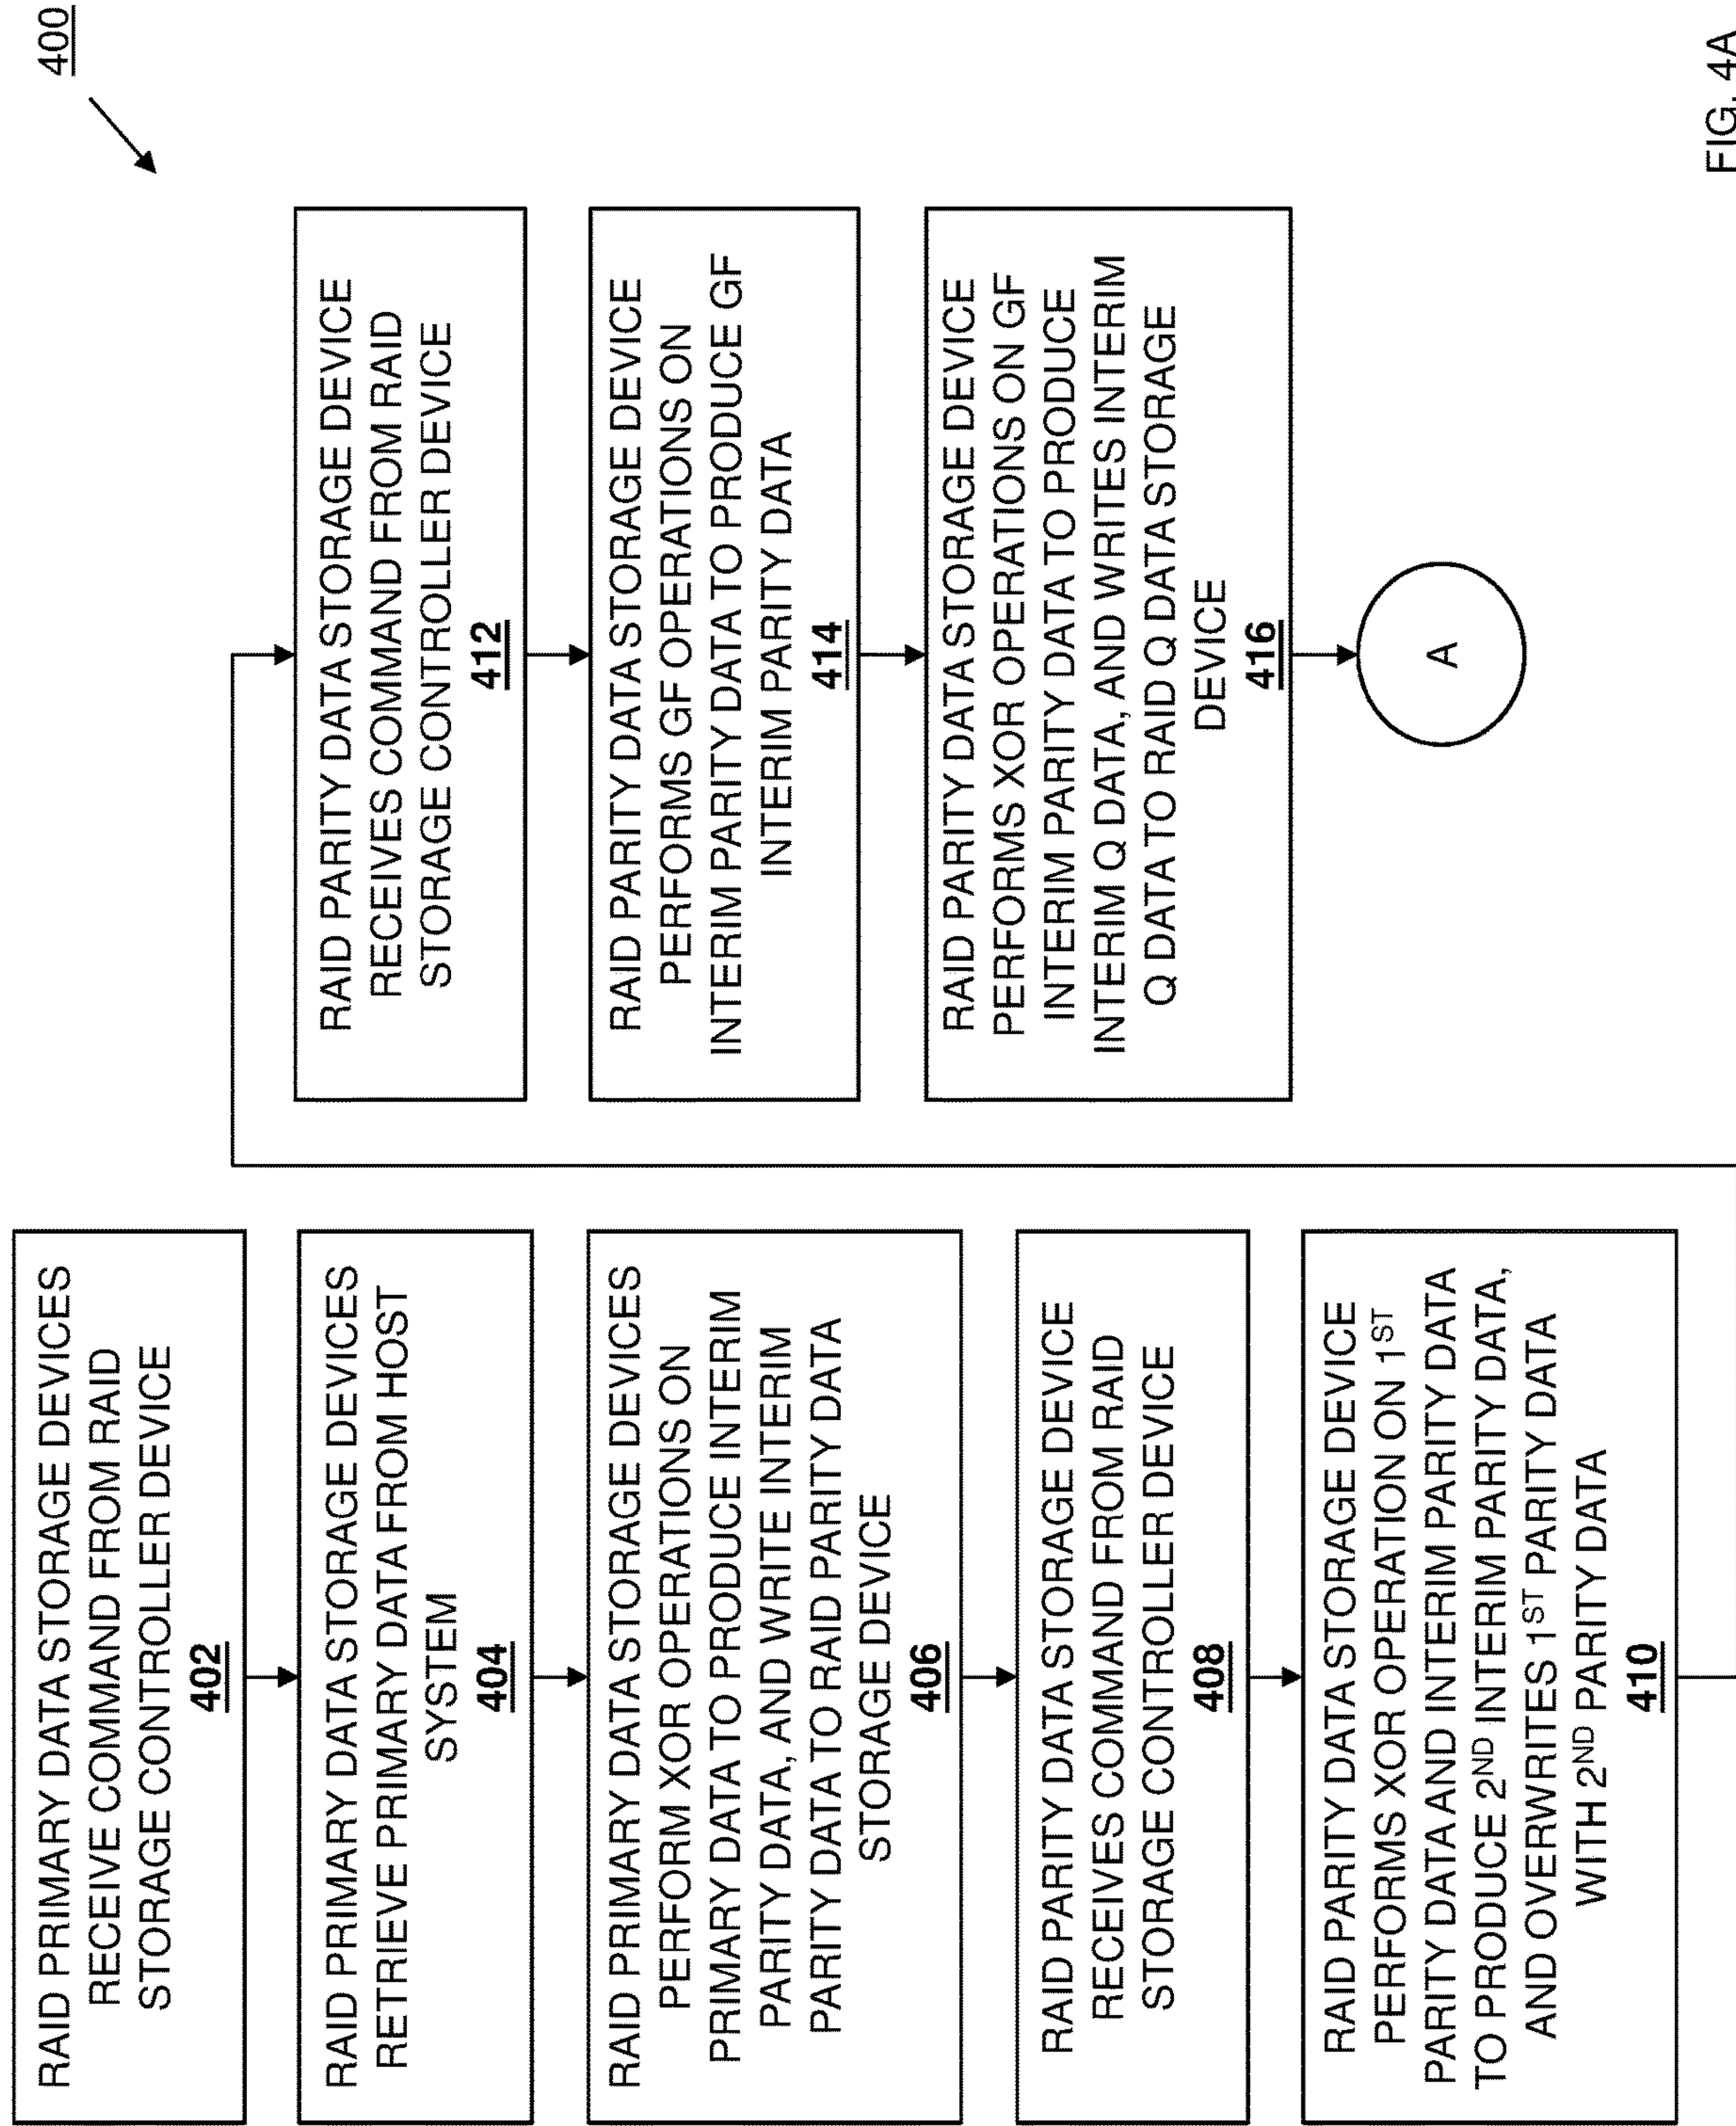 400
RAID PRIMARY DATA STORAGE DEVICES
RECEIVE COMMAND FROM RAID
STORAGE CONTROLLER DEVICE
402
RAID PRIMARY DATA STORAGE DEVICES
RETRIEVE PRIMARY DATA FROM HOST
SYSTEM
404
RAID PRIMARY DATA STORAGE DEVICES
PERFORM XOR OPERATIONS ON
PRIMARY DATA TO PRODUCE INTERIM
PARITY DATA, AND WRITE INTERIM
PARITY DATA TO RAID PARITY DATA
STORAGE DEVICE
406
RAID PARITY DATA STORAGE DEVICE
RECEIVES COMMAND FROM RAID
STORAGE CONTROLLER DEVICE
408
RAID PARITY DATA STORAGE DEVICE
PERFORMS XOR OPERATION ON 1ST
PARITY DATA AND INTERIM PARITY DATA
TO PRODUCE 2ND INTERIM PARITY DATA,
AND OVERWRITES 1ST PARITY DATA
WITH 2ND PARITY DATA
410
RAID PARITY DATA STORAGE DEVICE
RECEIVES COMMAND FROM RAID
STORAGE CONTROLLER DEVICE
412
RAID PARITY DATA STORAGE DEVICE
PERFORMS GF OPERATIONS ON
INTERIM PARITY DATA TO PRODUCE GF
INTERIM PARITY DATA
414
RAID PARITY DATA STORAGE DEVICE
PERFORMS XOR OPERATIONS ON GF
INTERIM PARITY DATA TO PRODUCE
INTERIM Q DATA, AND WRITES INTERIM
Q DATA TO RAID Q DATA STORAGE
DEVICE
416
A
FIG. 4A